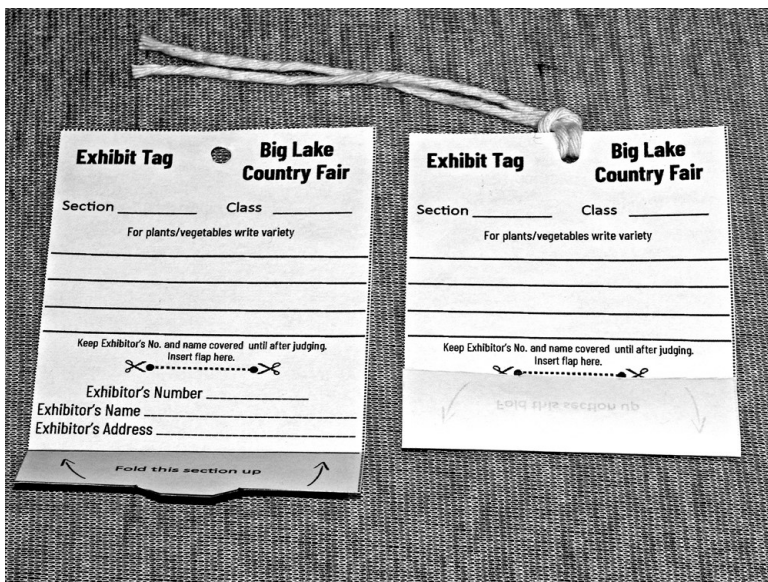 Exhibit Tag
Big Lake
Country Fair
Section
Class
For plants/vegetables write variety
Keep Exhibitor's No. and name covered until after judging.
Insert flap here.
Exhibitor's Number
Exhibitor's Name
Exhibitor's Address
Fold this section up
Exhibit Tag
Big Lake
Country Fair
Section
Class
For plants/vegetables write variety
Keep Exhibitor's No. and name covered until after judging.
Insert flap here.
Fold this section up